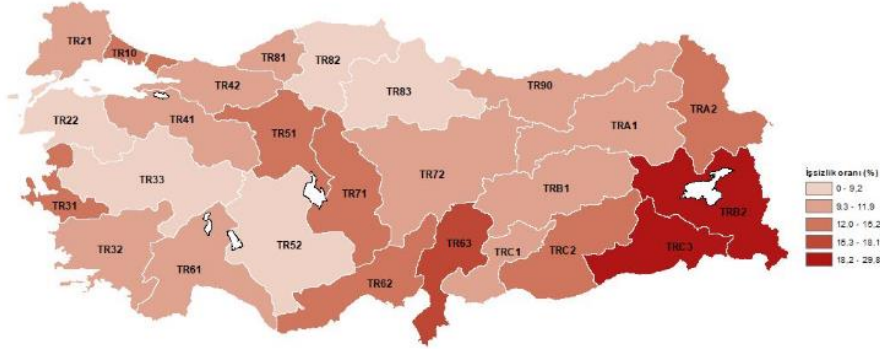 TR21
TR10
TR81
TR82
TR42
TR83
TR90
TRA2
TR22
TR41
TR51
TRA1
TR33
TR72
TR71
TRB1
TRB2
TR31
TR52
TR63
TRC1
TRC2
TRC3
TR32
TR61
TR62
İşsizlik oranı (%)
0 - 9,2
9.3 - 11.9
12.0 - 15,2
15.3 - 18.1
18.2 - 29.8